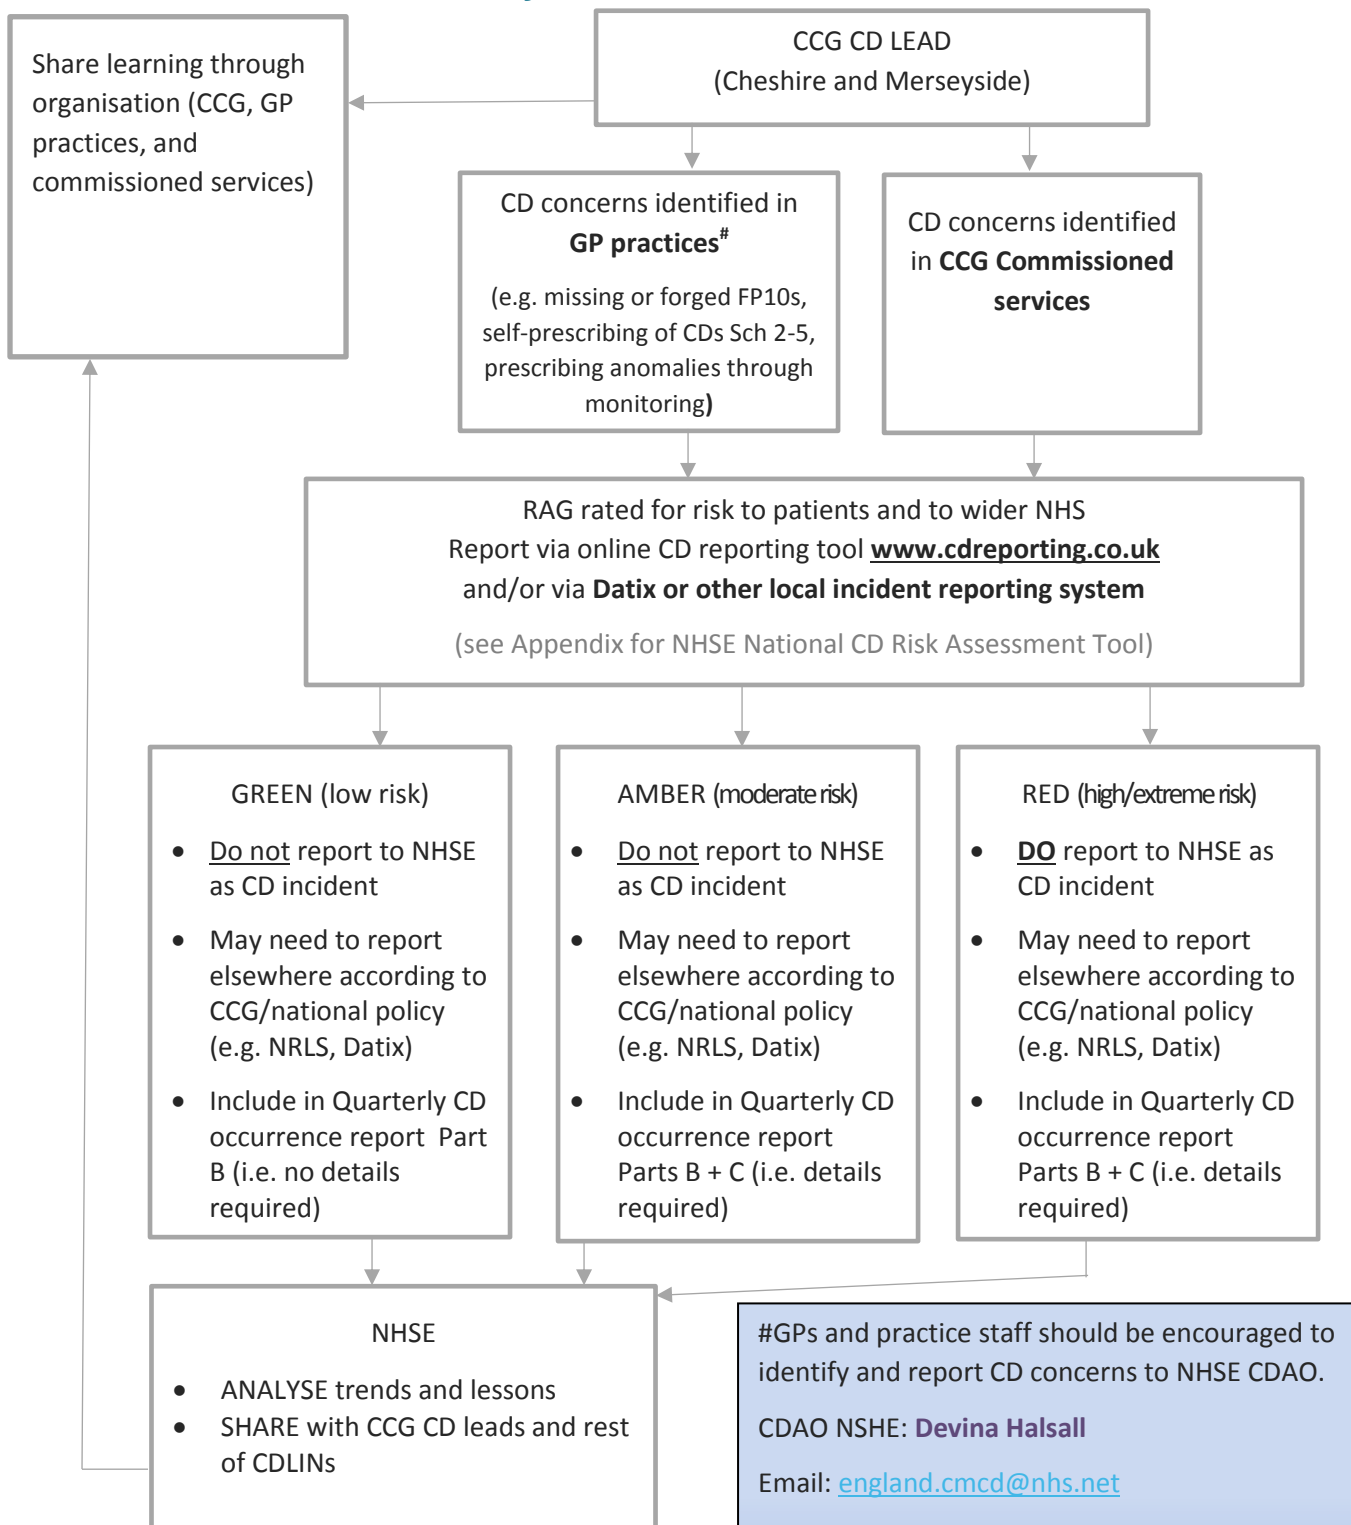 CCG CD LEAD
(Cheshire and Merseyside)
Share learning through
organisation (CCG, GP
practices, and
commissioned services)
CD concerns identified in
GP practices#
(e.g. missing or forged FP10s,
self-prescribing of CDs Sch 2-5,
prescribing anomalies through
monitoring)
CD concerns identified
in CCG Commissioned
services
RAG rated for risk to patients and to wider NHS
Report via online CD reporting tool www.cdreporting.co.uk
and/or via Datix or other local incident reporting system
(see Appendix for NHSE National CD Risk Assessment Tool)
GREEN (low risk)
• Do not report to NHSE
as CD incident
• May need to report
elsewhere according to
CCG/national policy
(e.g. NRLS, Datix)
• Include in Quarterly CD
occurrence report Part
B (i.e. no details
required)
AMBER (moderate risk)
• Do not report to NHSE
as CD incident
• May need to report
elsewhere according to
CCG/national policy
(e.g. NRLS, Datix)
• Include in Quarterly CD
occurrence report
Parts B + C (i.e. details
required)
RED (high/extreme risk)
• DO report to NHSE as
CD incident
• May need to report
elsewhere according to
CCG/national policy
(e.g. NRLS, Datix)
• Include in Quarterly CD
occurrence report
Parts B + C (i.e. details
required)
NHSE
• ANALYSE trends and lessons
• SHARE with CCG CD leads and rest
of CDLINs
#GPs and practice staff should be encouraged to
identify and report CD concerns to NHSE CDAO.
CDAO NSHE: Devina Halsall
Email: england.cmcd@nhs.net